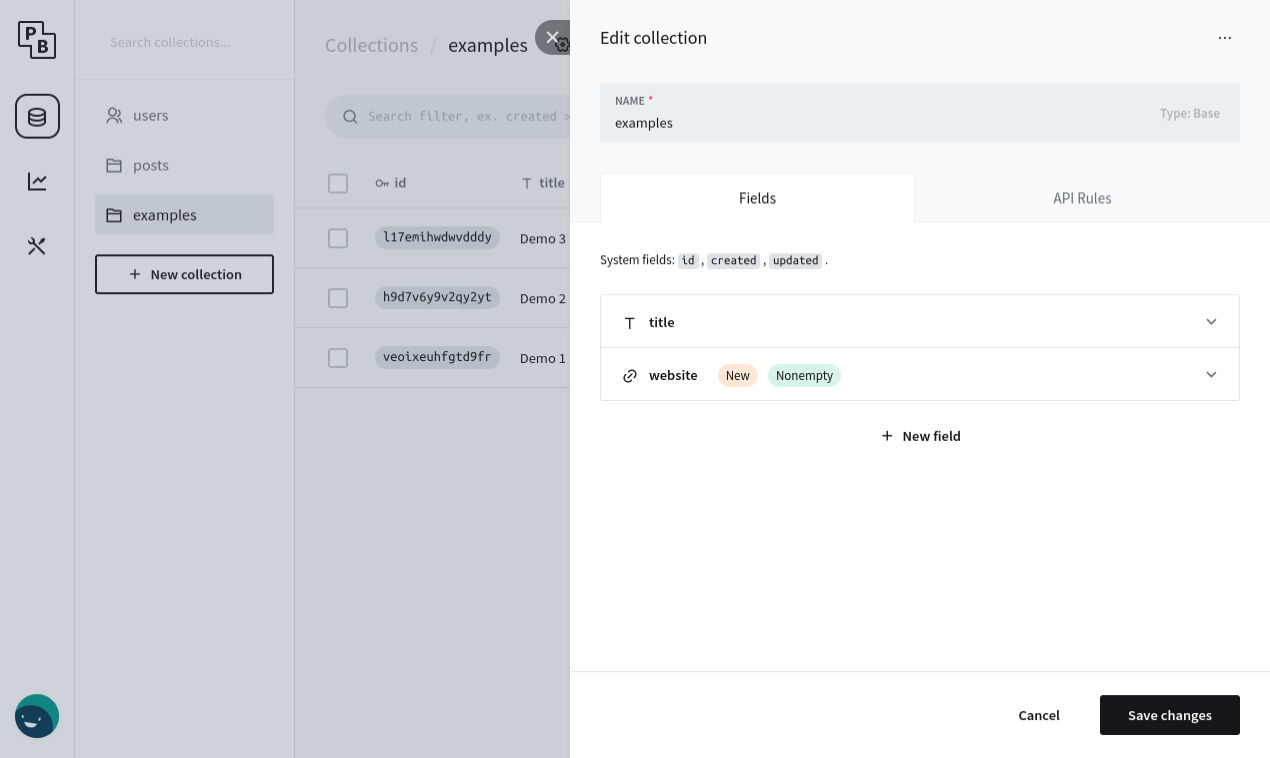 PB
Search collections...
users
posts
examples
+ New collection
Collections / examples
Search filter, ex. created >
id title
l17emihwdwvdddy Demo 3
h9d7v6y9v2qy2yt Demo 2
veoixeuhfgtd9fr Demo 1
Edit collection
NAME *
examples
Type: Base
Fields API Rules
System fields: id , created , updated .
title
website New Nonempty
+ New field
Cancel Save changes